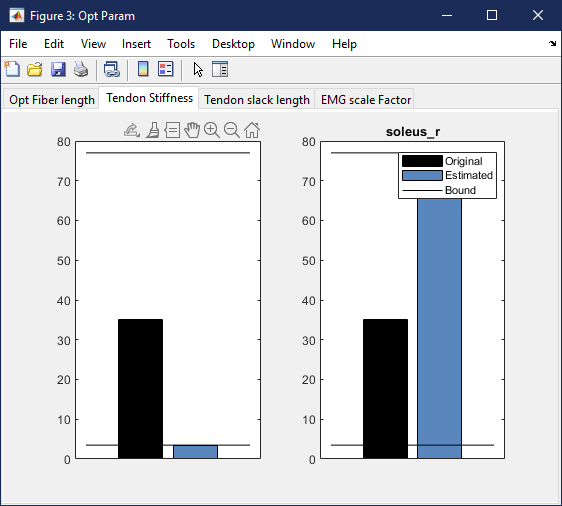 Figure 3: Opt Param
File Edit View Insert Tools Desktop Window Help
Opt Fiber length Tendon Stiffness Tendon slack length EMG scale Factor
80
70
60
50
40
30
20
10
0
soleus_r
80
70
60
50
40
30
20
10
0
Original
Estimated
Bound